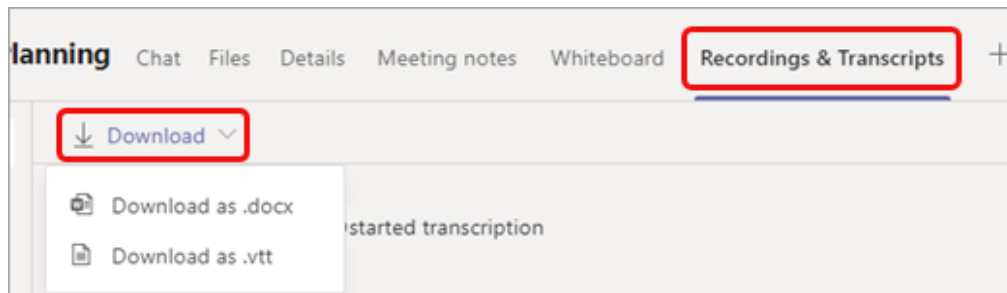 lanning Chat Files Details Meeting notes Whiteboard Recordings & Transcripts +
Download
Download as .docx
started transcription
Download as .vtt